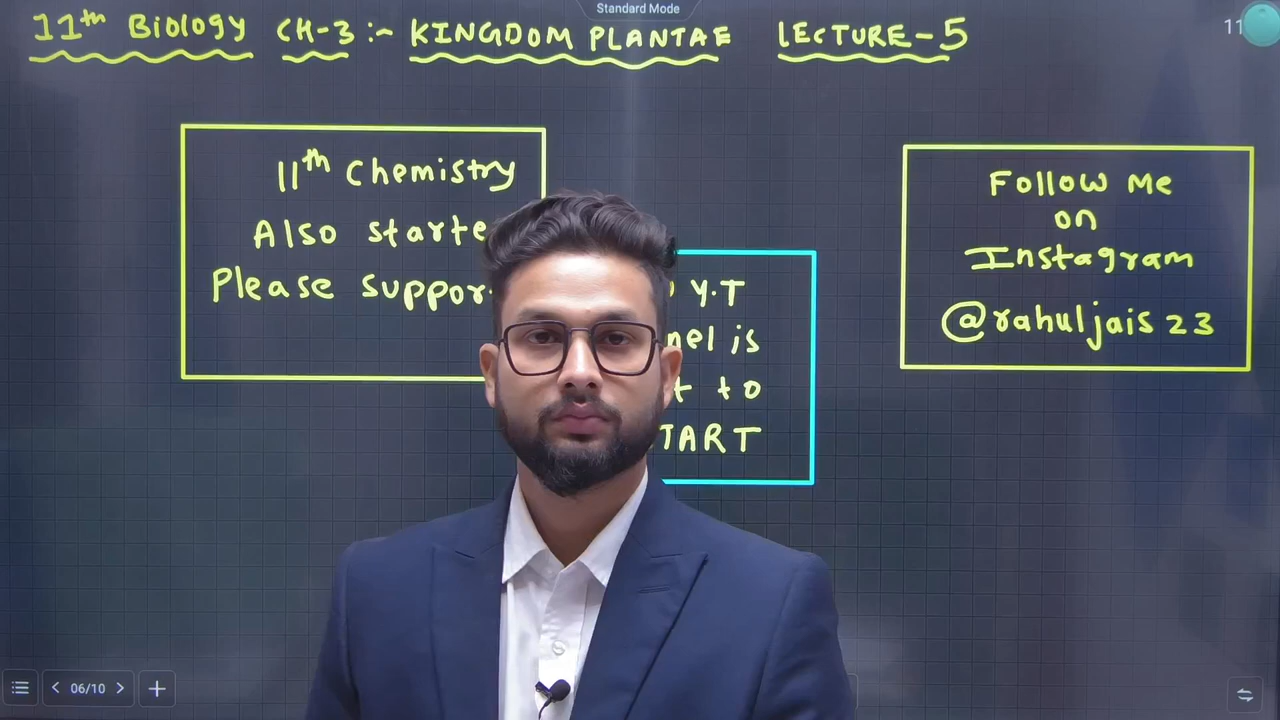 Standard Mode
11th Biology CH-3:- KINGDOM PLANTAE LECTURE-5
11
11th Chemistry
Also starte
Please suppor
Y.T
nel is
t to
TART
Follow Me
on
Instagram
@rahuljais23
06/10